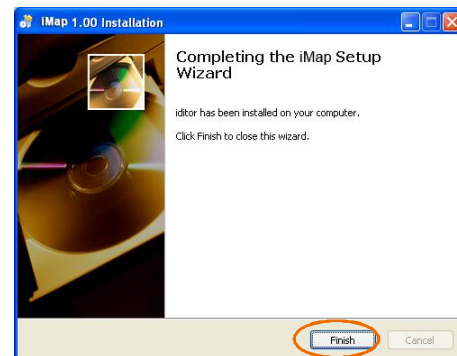 iMap 1.00 Installation
Completing the iMap Setup
Wizard
iditor has been installed on your computer.
Click Finish to close this wizard.
Finish
Cancel